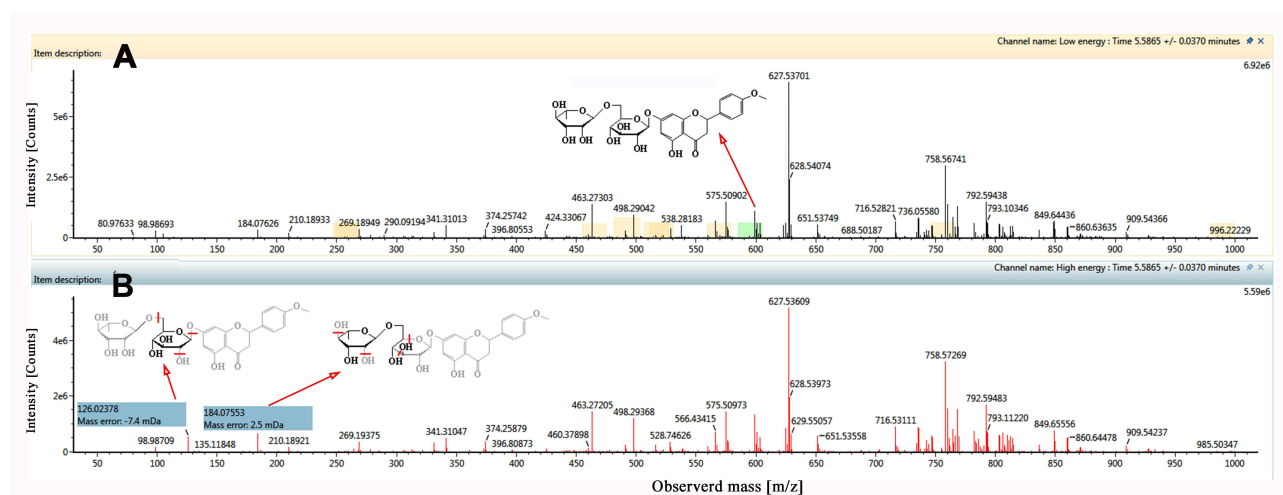 Channel name: Low energy : Time 5.5865 +/- 0.0370 minutes
Item description:
A
6.92e6
Intensity [Counts]
5e6
2.5e6
0
627.53701
628.54074
758.56741
463.27303
575.50902
498.29042
538.28183
80.97633
98.98693
184.07626
210.18933
269.18949
290.09194
341.31013
374.25742
396.80553
424.33067
651.53749
688.50187
716.52821
736.05580
792.59438
793.10346
849.64436
860.63635
909.54366
996.22229
OH
O
O
O
O
O
O
OH
OH
OH
OH
OH
OH
O
50 100 150 200 250 300 350 400 450 500 550 600 650 700 750 800 850 900 950 1000
Channel name: High energy : Time 5.5865 +/- 0.0370 minutes
Item description:
B
5.59e6
Intensity [Counts]
4e6
2e6
0
627.53609
628.53973
629.55057
758.57269
126.02378
Mass error: -7.4 mDa
184.07553
Mass error: 2.5 mDa
98.98709
135.11848
210.18921
269.19375
341.31047
374.25879
396.80873
460.37898
463.27205
498.29368
528.74626
566.43415
575.50973
651.53558
716.53111
792.59483
793.11220
849.65556
860.64478
909.54237
985.50347
50 100 150 200 250 300 350 400 450 500 550 600 650 700 750 800 850 900 950 1000
Observerd mass [m/z]